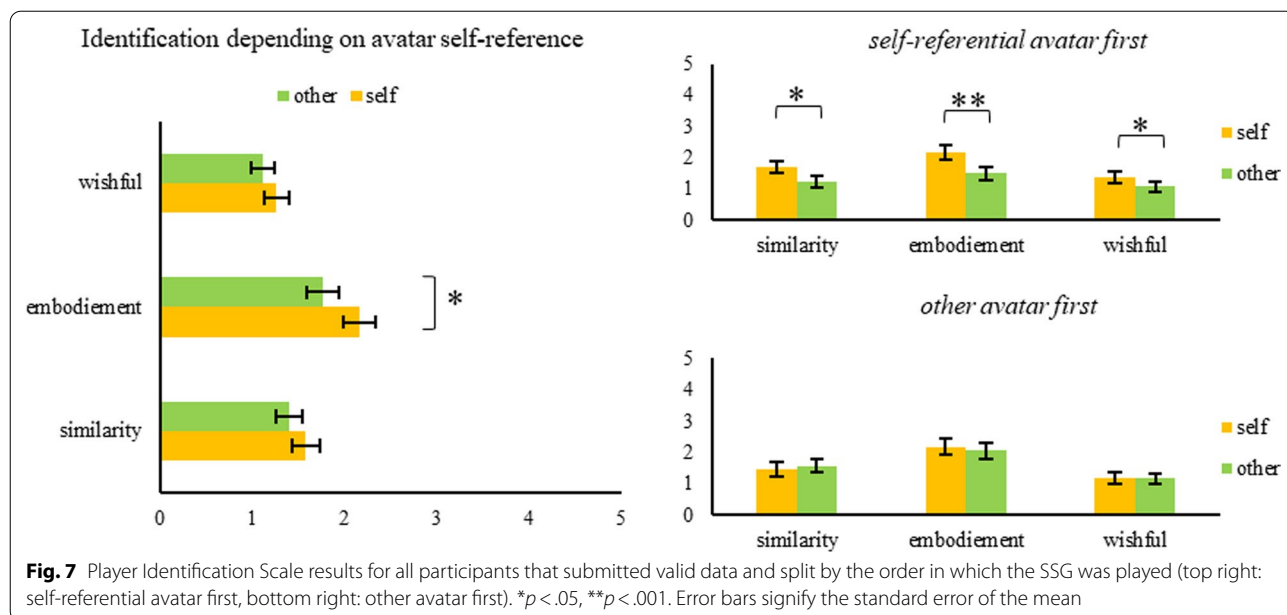 Identification depending on avatar self-reference
other self
wishful
embodiement
similarity
0 1 2 3 4 5
*
self-referential avatar first
5
4
3
2
1
0
* ** *
self
other
similarity embodiement wishful
other avatar first
5
4
3
2
1
0
self
other
similarity embodiement wishful
Fig. 7 Player Identification Scale results for all participants that submitted valid data and split by the order in which the SSG was played (top right:
self-referential avatar first, bottom right: other avatar first). *p < .05, **p < .001. Error bars signify the standard error of the mean